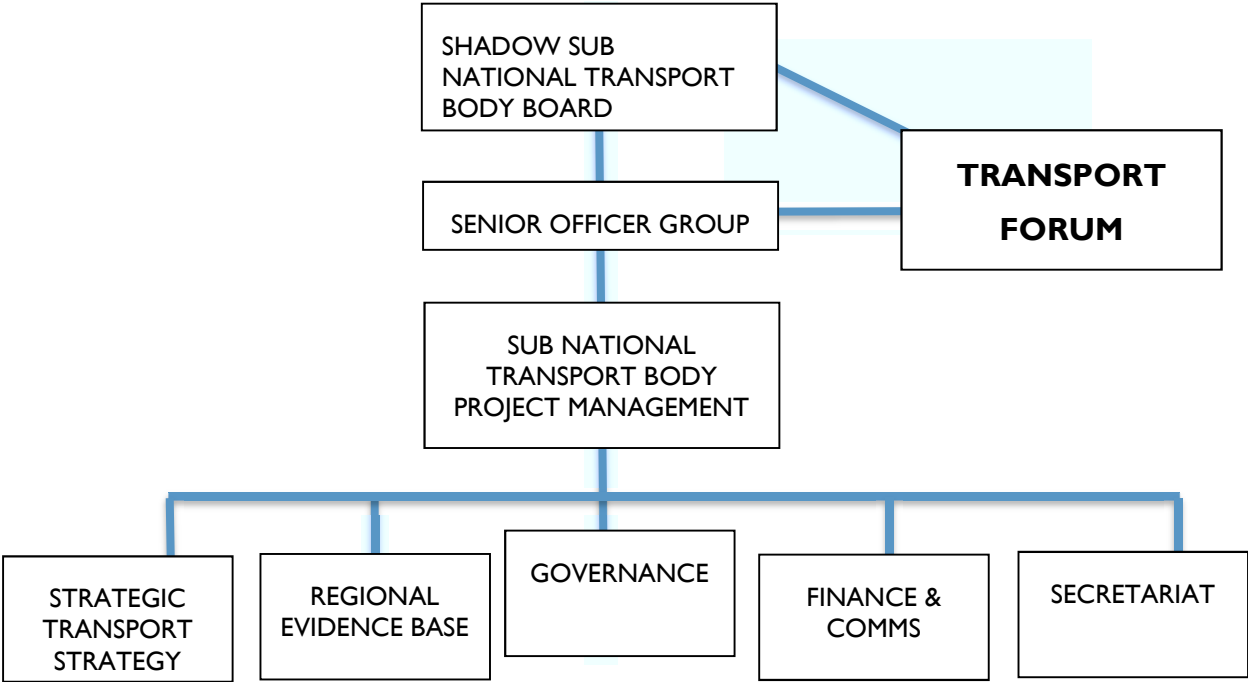 SHADOW SUB
NATIONAL TRANSPORT
BODY BOARD
TRANSPORT
FORUM
SENIOR OFFICER GROUP
SUB NATIONAL
TRANSPORT BODY
PROJECT MANAGEMENT
STRATEGIC
TRANSPORT
STRATEGY
REGIONAL
EVIDENCE BASE
GOVERNANCE
FINANCE &
COMMS
SECRETARIAT